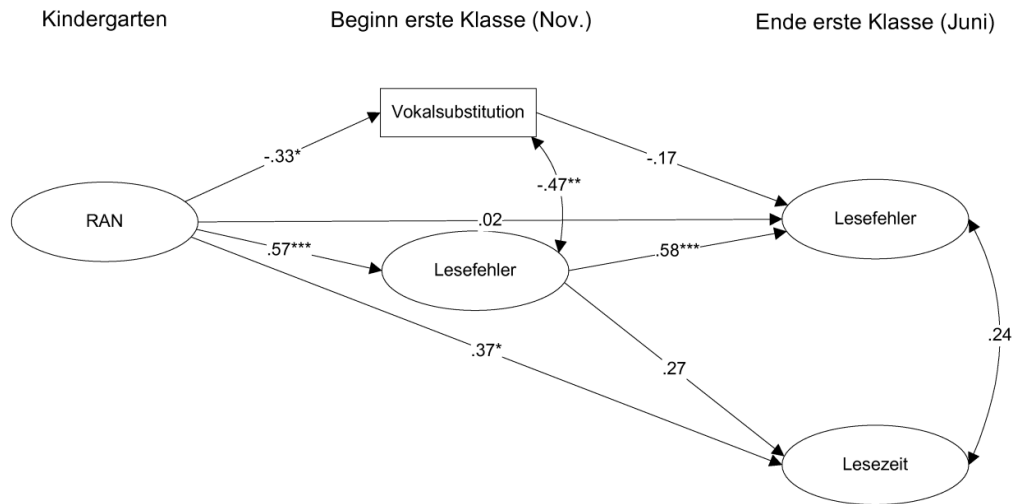 Kindergarten
Beginn erste Klasse (Nov.)
Ende erste Klasse (Juni)
Vokalsubstitution
-.33*
-.17
-.47**
RAN
.02
Lesefehler
.57***
Lesefehler
.58***
.24
.37*
.27
Lesezeit